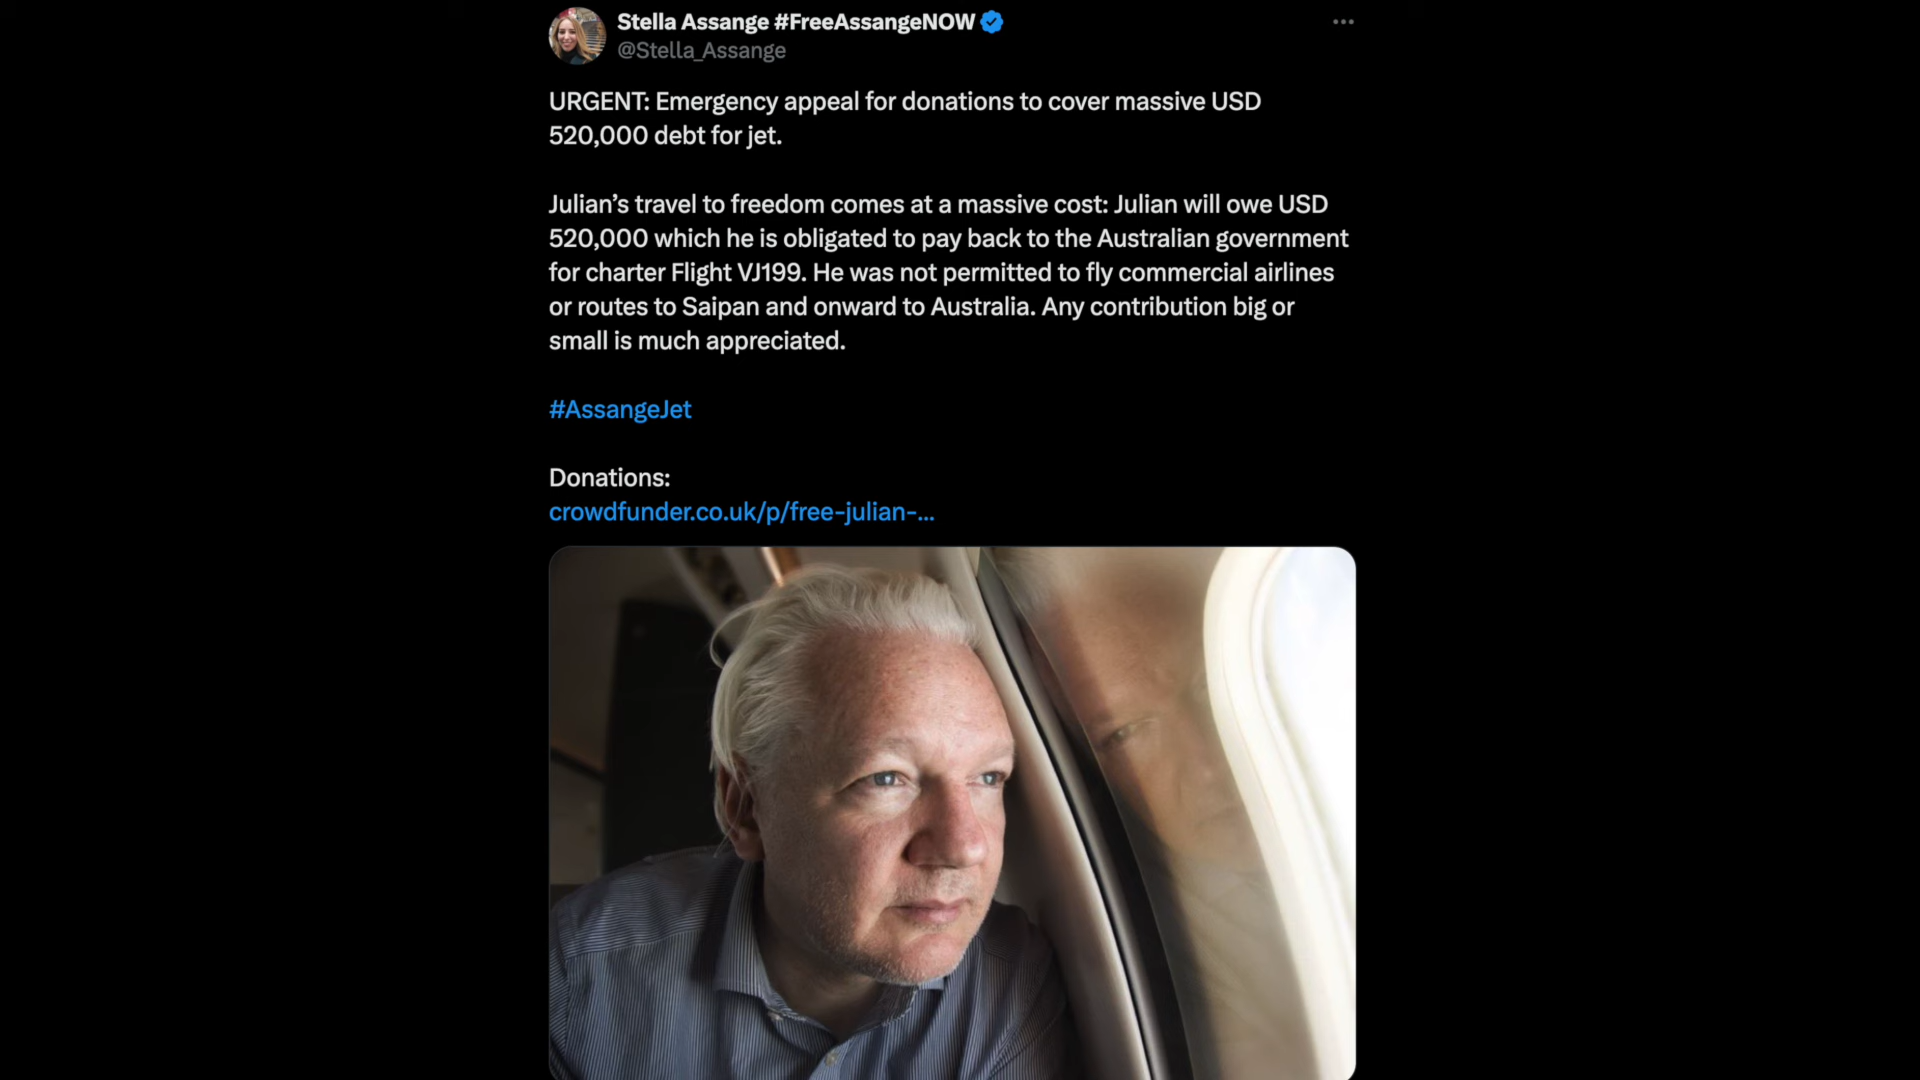 Stella Assange #FreeAssangeNOW
@Stella_Assange
URGENT: Emergency appeal for donations to cover massive USD
520,000 debt for jet.
Julian’s travel to freedom comes at a massive cost: Julian will owe USD
520,000 which he is obligated to pay back to the Australian government
for charter Flight VJ199. He was not permitted to fly commercial airlines
or routes to Saipan and onward to Australia. Any contribution big or
small is much appreciated.
#AssangeJet
Donations:
crowdfunder.co.uk/p/free-julian-...